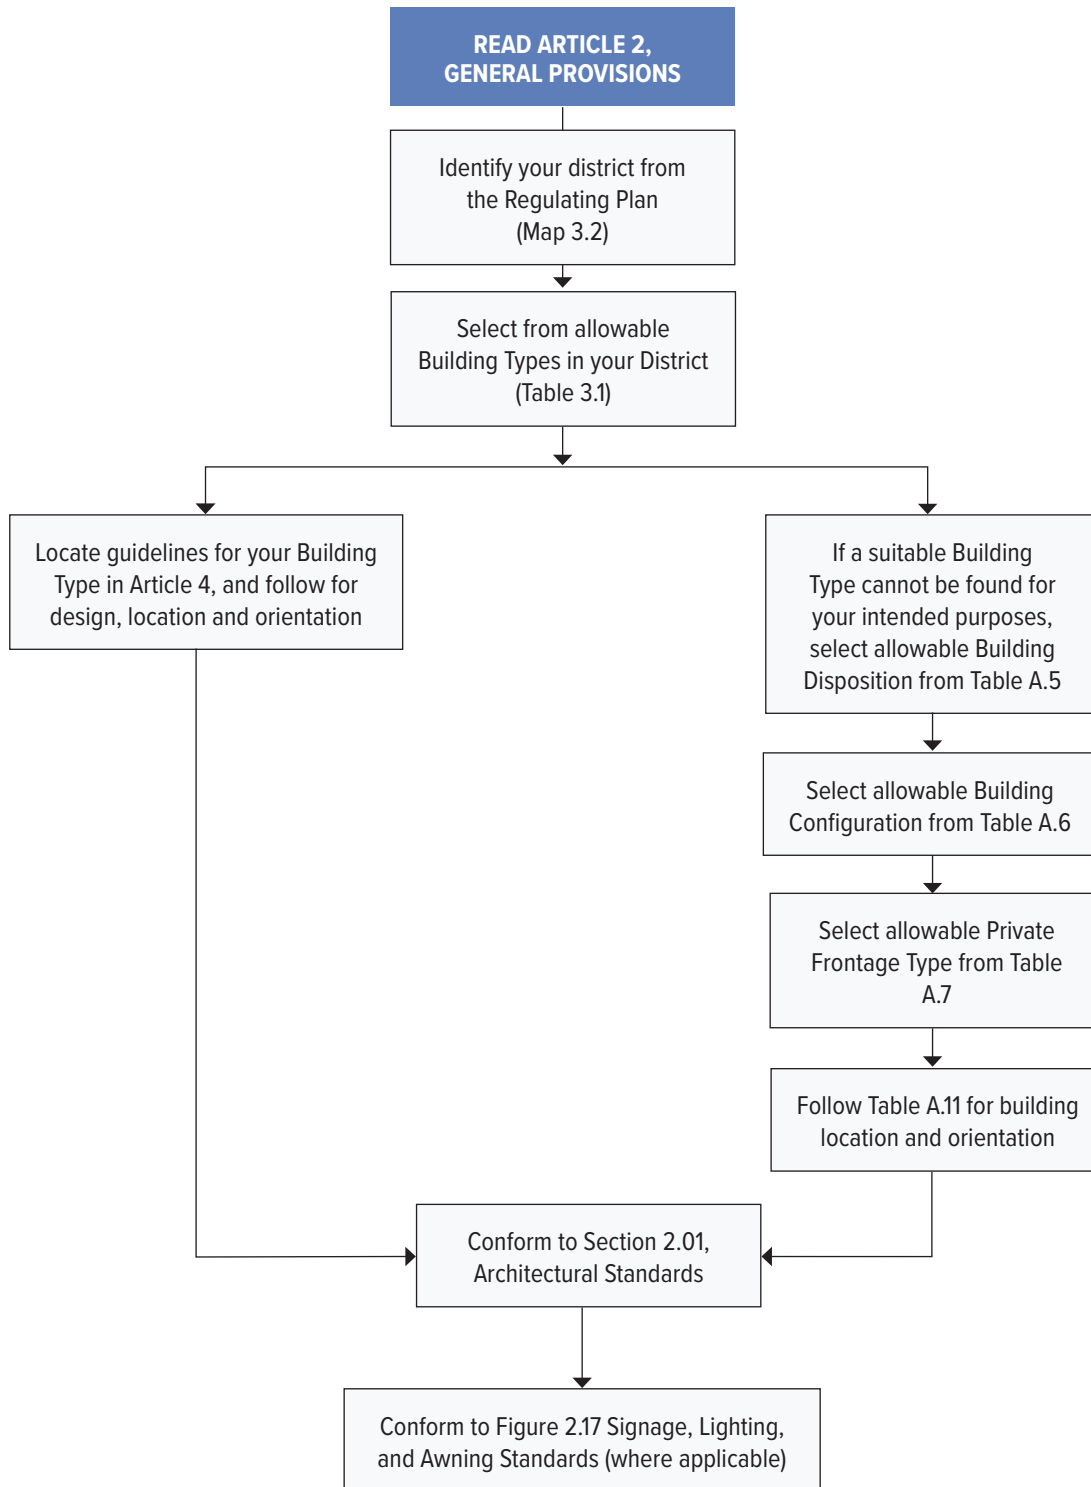 READ ARTICLE 2,
GENERAL PROVISIONS
Identify your district from
the Regulating Plan
(Map 3.2)
Select from allowable
Building Types in your District
(Table 3.1)
Locate guidelines for your Building
Type in Article 4, and follow for
design, location and orientation
If a suitable Building
Type cannot be found for
your intended purposes,
select allowable Building
Disposition from Table A.5
Select allowable Building
Configuration from Table A.6
Select allowable Private
Frontage Type from Table
A.7
Follow Table A.11 for building
location and orientation
Conform to Section 2.01,
Architectural Standards
Conform to Figure 2.17 Signage, Lighting,
and Awning Standards (where applicable)